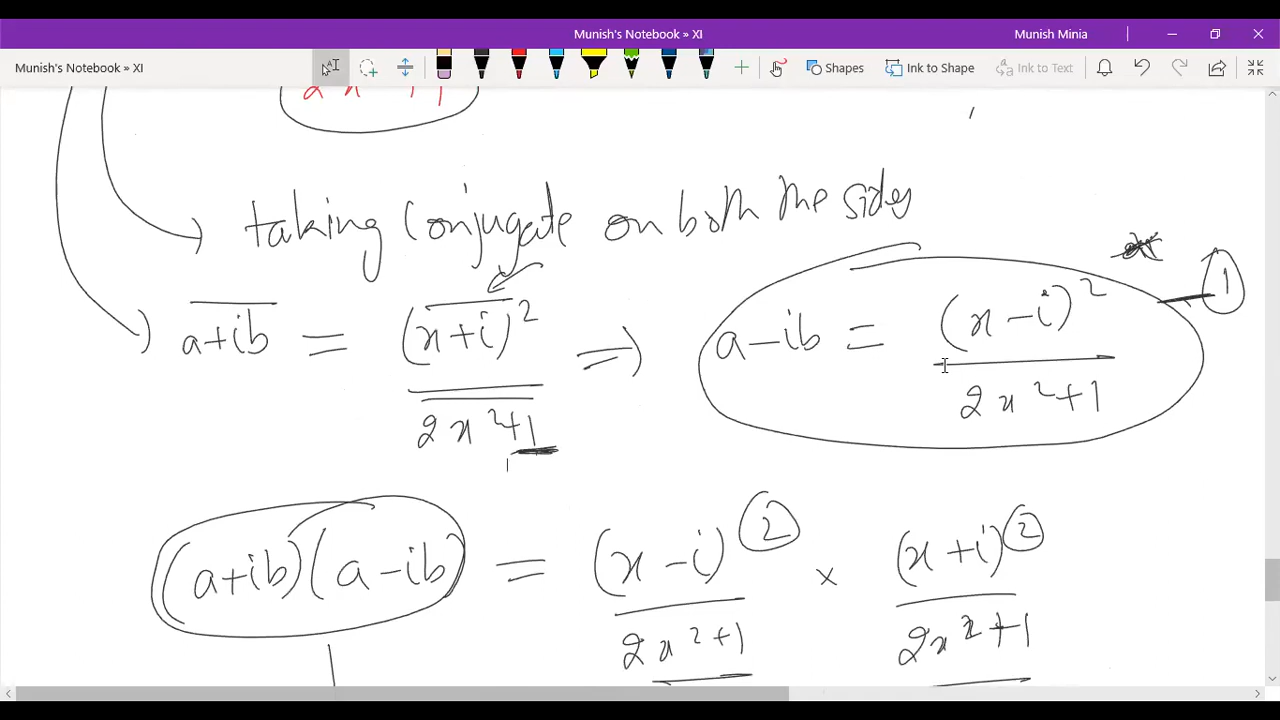 Munish's Notebook » XI
Munish Minia
Munish's Notebook » XI
Shapes
Ink to Shape
Ink to Text
2x² + 1
taking Conjugate on both the sides
a+ib = (x+i)² / 2x²+1 ⇒ a-ib = (x-i)² / 2x²+1 — 1
(a+ib)(a-ib) = (x-i)² / 2x²+1 × (x+i)² / 2x²+1